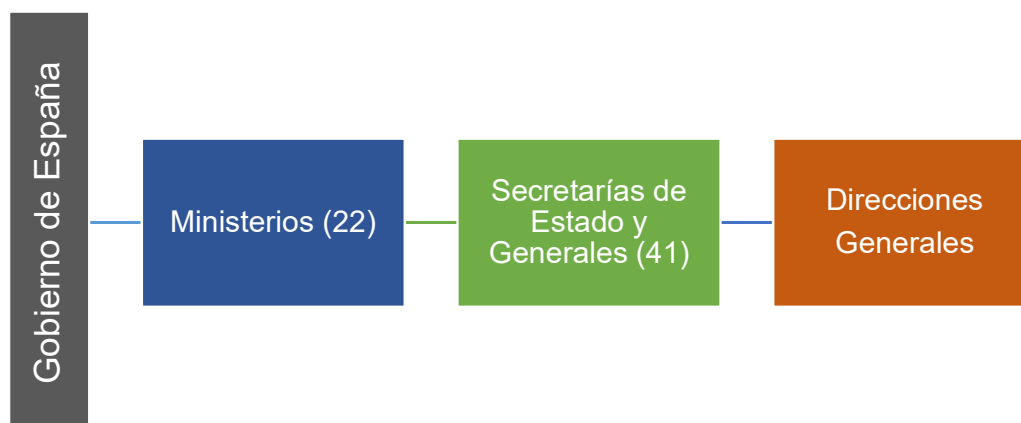 Gobierno de España
Ministerios (22)
Secretarías de
Estado y
Generales (41)
Direcciones
Generales